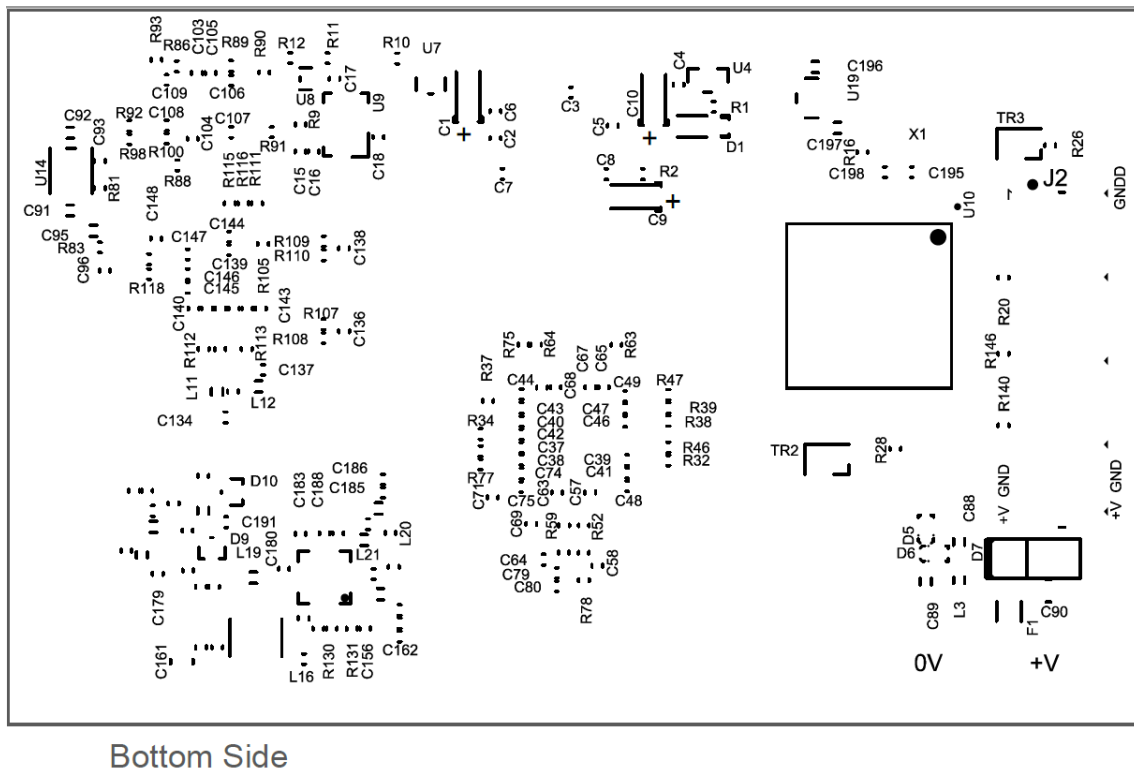 R93
R86
C103
C105
R89
R90
R12
R11
R10
U7
C4
U4
U19
C196
C109
C106
U8
C17
U9
C1
+
C6
C3
C10
R1
TR3
C92
C93
R92
C108
C104
C107
R9
C2
C5
+
D1
C197
R16
X1
R26
U14
R98
R100
R91
C18
R81
R88
R115
R116
R111
C15
C16
C7
C8
R2
C198
C195
J2
1
GNDD
C91
C148
C9
+
U10
C95
R83
C96
C147
C144
R109
R110
C138
C139
R105
R118
C146
C145
C140
C143
R107
R108
C136
R20
R112
R113
C137
R75
R64
C67
C65
R63
R146
L11
L12
R37
C44
C68
C49
R47
R140
C134
R34
C43
C40
C42
C37
C38
C74
C47
C46
R39
R38
R46
R32
C39
C41
TR2
R28
D10
C183
C188
C186
C185
R77
C71
C75
C63
C57
C48
+V
GND
+V
GND
C191
D9
L19
C180
L21
L20
C69
R59
R52
D5
D6
C88
D7
C179
C64
C79
C80
C58
R78
C89
L3
F1
C90
C161
L16
R130
R131
C156
C162
0V
+V
Bottom Side